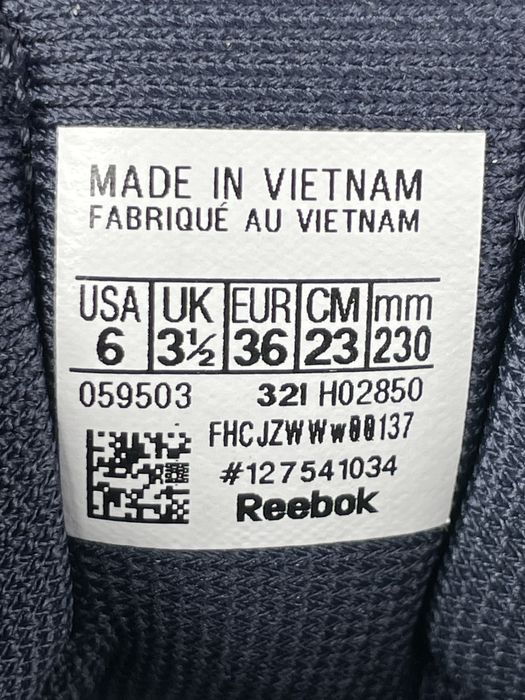 MADE IN VIETNAM
FABRIQUÉ AU VIETNAM
USA UK EUR CM mm
6 3½ 36 23 230
059503 32I H02850
FHCJZWWw00137
#127541034
Reebok